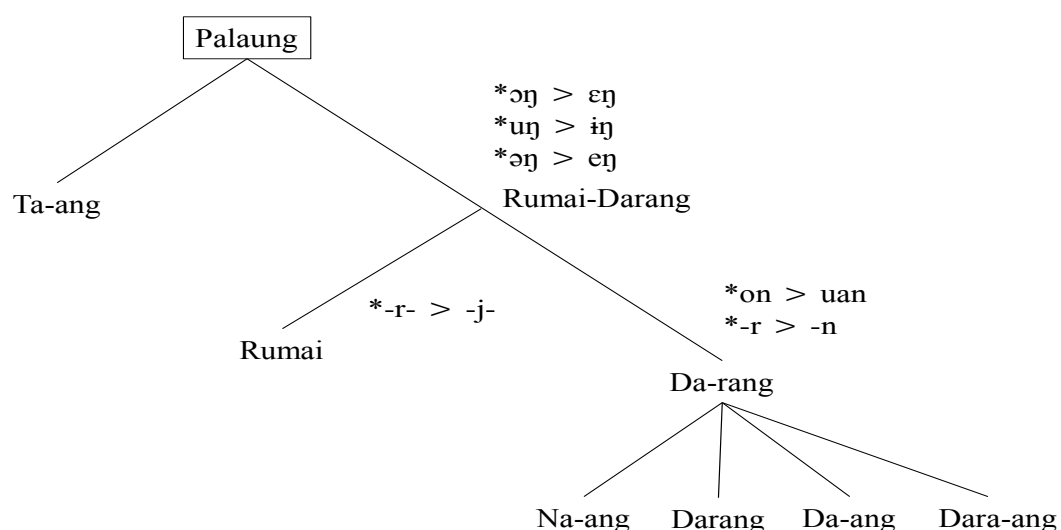 Palaung
*ɔŋ > ɛŋ
*uŋ > ɨŋ
*əŋ > eŋ
Ta-ang
Rumai-Darang
*-r- > -j-
*on > uan
*-r > -n
Rumai
Da-rang
Na-ang Darang Da-ang Dara-ang